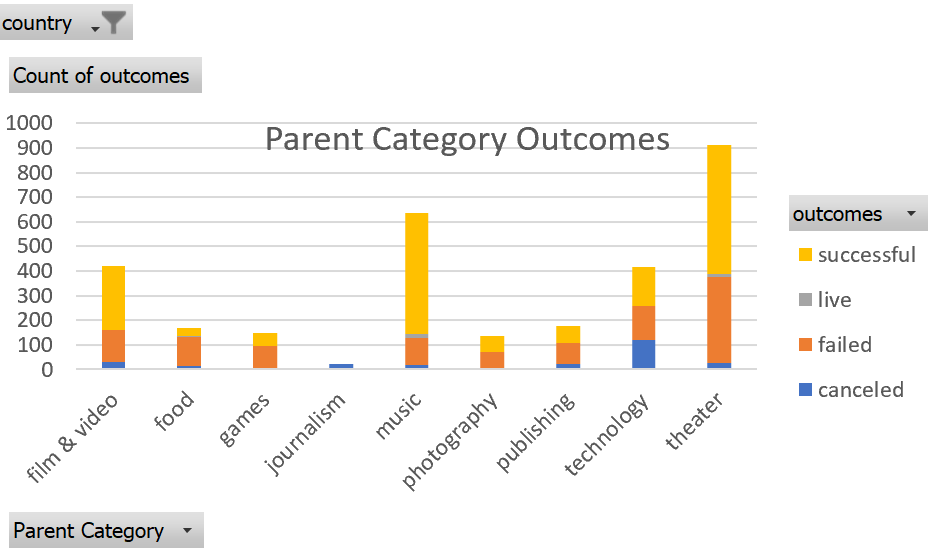 country
Count of outcomes
Parent Category Outcomes
1000
900
800
700
600
500
400
300
200
100
0
film & video
food
games
journalism
music
photography
publishing
technology
theater
outcomes
successful
live
failed
canceled
Parent Category